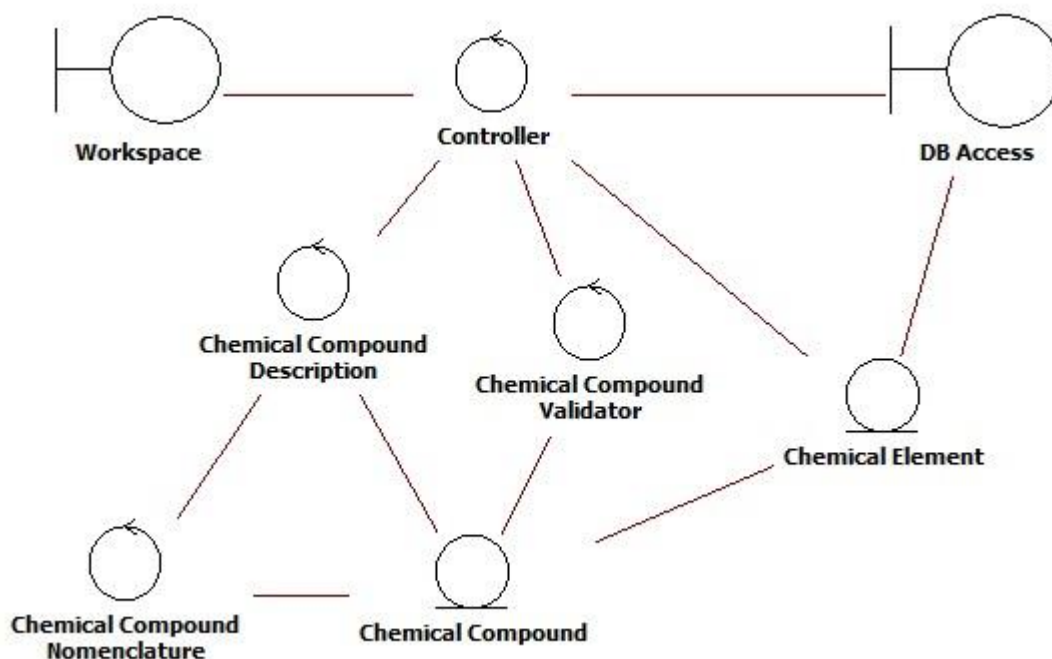 Workspace
Controller
DB Access
Chemical Compound
Description
Chemical Compound
Validator
Chemical Element
Chemical Compound
Nomenclature
Chemical Compound